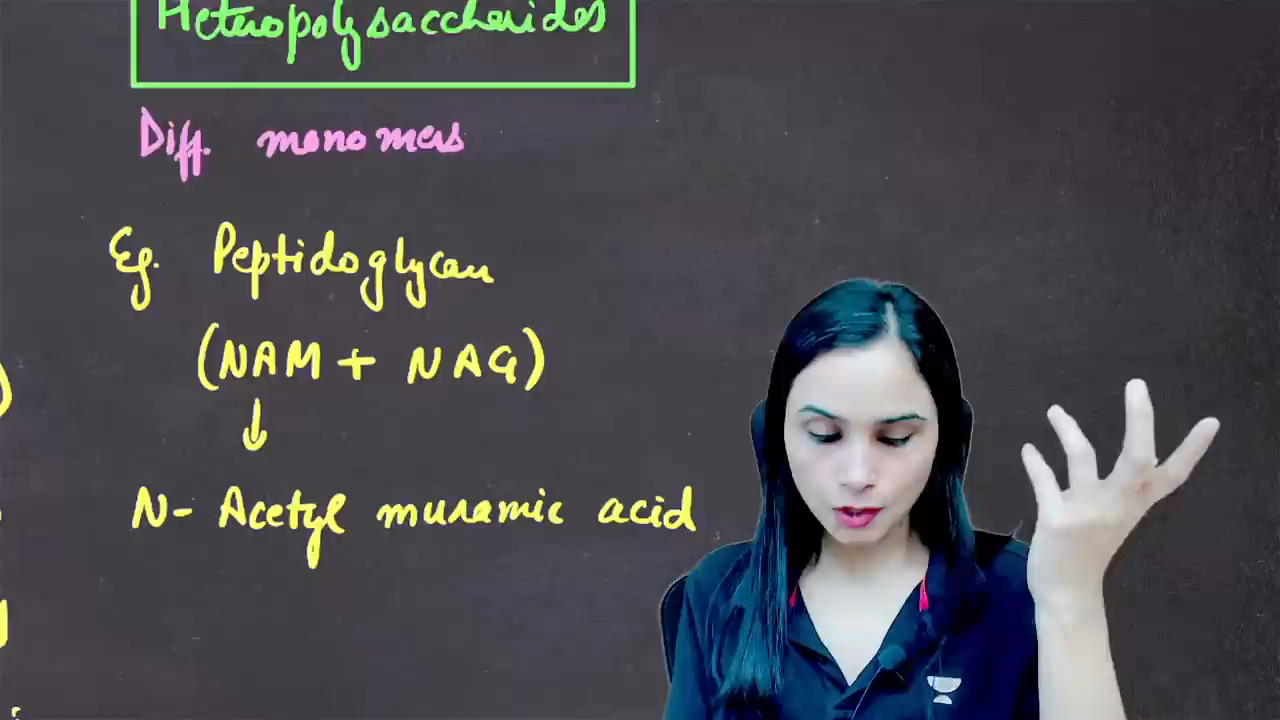 Heteropolysaccharides
Diff. monomers
Eg. Peptidoglycan
(NAM + NAG)
↓
N- Acetyl muramic acid